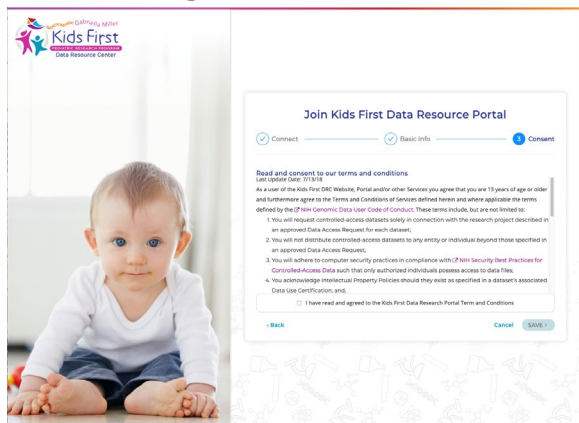 Gabriella Miller
Kids First
PEDIATRIC RESEARCH PROGRAM
Data Resource Center
Join Kids First Data Resource Portal
Connect
Basic Info
3 Consent
Read and consent to our terms and conditions
Last Update Date: 7/13/18
As a user of the Kids First DRC Website, Portal and/or other Services you agree that you are 13 years of age or older
and furthermore agree to the Terms and Conditions of Services defined herein and where applicable the terms
defined by the NIH Genomic Data User Code of Conduct. These terms include, but are not limited to:
1. You will request controlled-access datasets solely in connection with the research project described in
an approved Data Access Request for each dataset;
2. You will not distribute controlled-access datasets to any entity or individual beyond those specified in
an approved Data Access Request;
3. You will adhere to computer security practices in compliance with NIH Security Best Practices for
Controlled-Access Data such that only authorized individuals possess access to data files;
4. You acknowledge Intellectual Property Policies should they exist as specified in a dataset's associated
Data Use Certification; and,
I have read and agreed to the Kids First Data Research Portal Term and Conditions
‹ Back
Cancel
SAVE ›